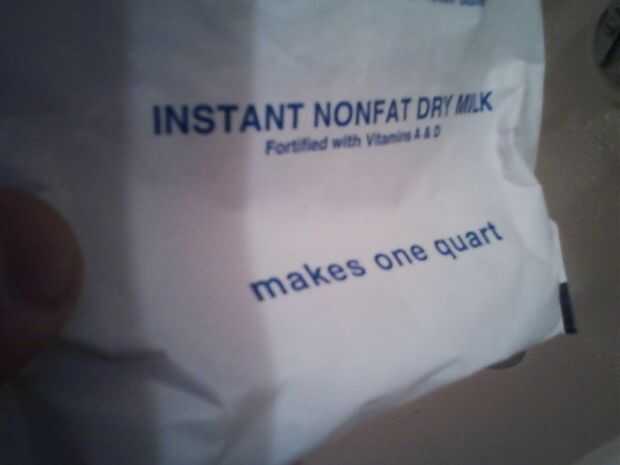 INSTANT NONFAT DRY MILK
Fortified with Vitamins A & D
makes one quart